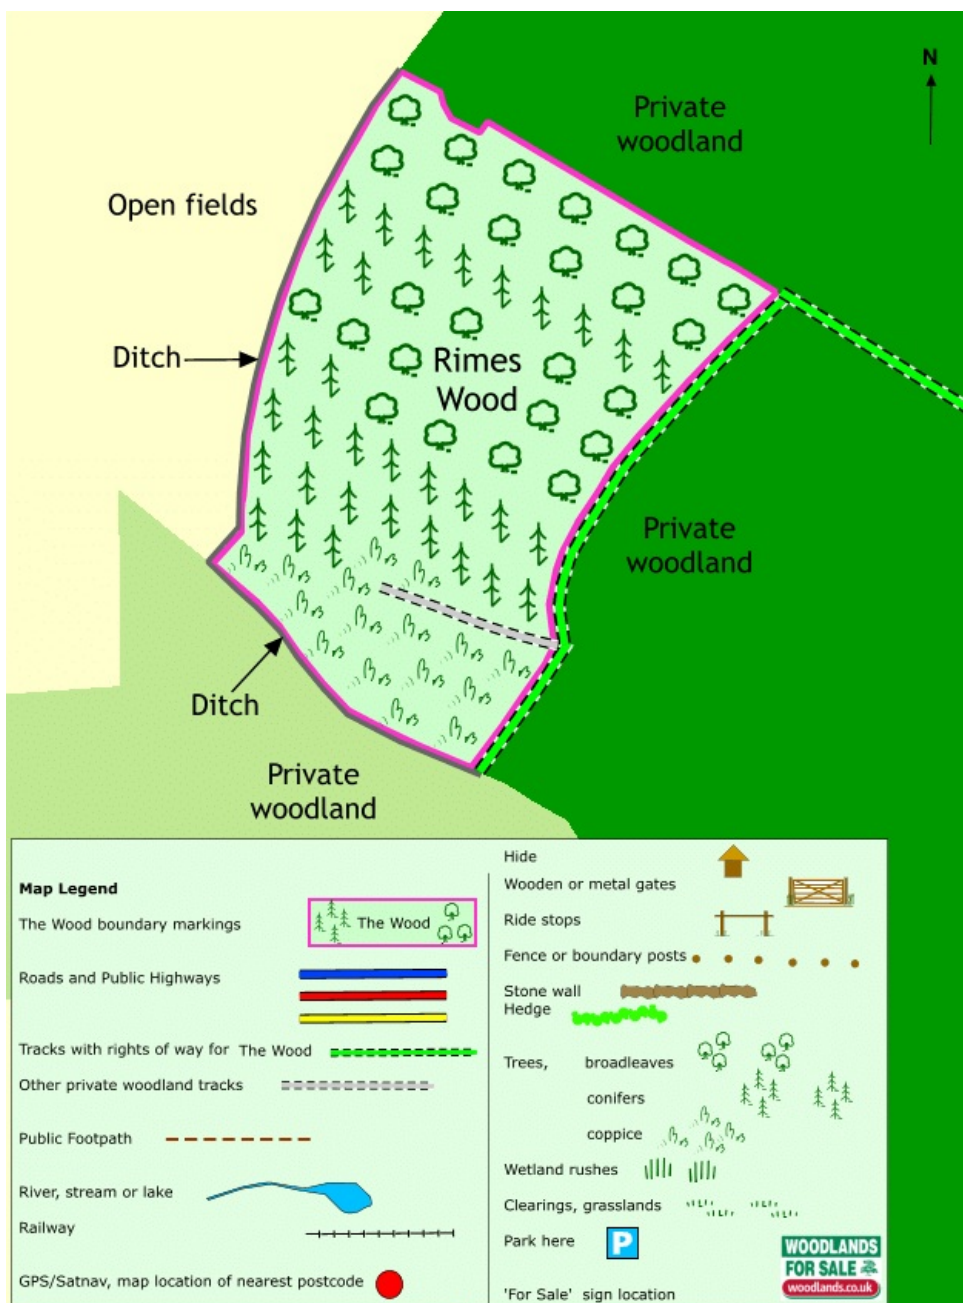 N
Private
woodland
Open fields
Ditch
Rimes
Wood
Private
woodland
Ditch
Private
woodland
Map Legend
The Wood boundary markings
The Wood
Roads and Public Highways
Tracks with rights of way for The Wood
Other private woodland tracks
Public Footpath
River, stream or lake
Railway
GPS/Satnav, map location of nearest postcode
Hide
Wooden or metal gates
Ride stops
Fence or boundary posts
Stone wall
Hedge
Trees, broadleaves
conifers
coppice
Wetland rushes
Clearings, grasslands
Park here P
'For Sale' sign location
WOODLANDS
FOR SALE
woodlands.co.uk